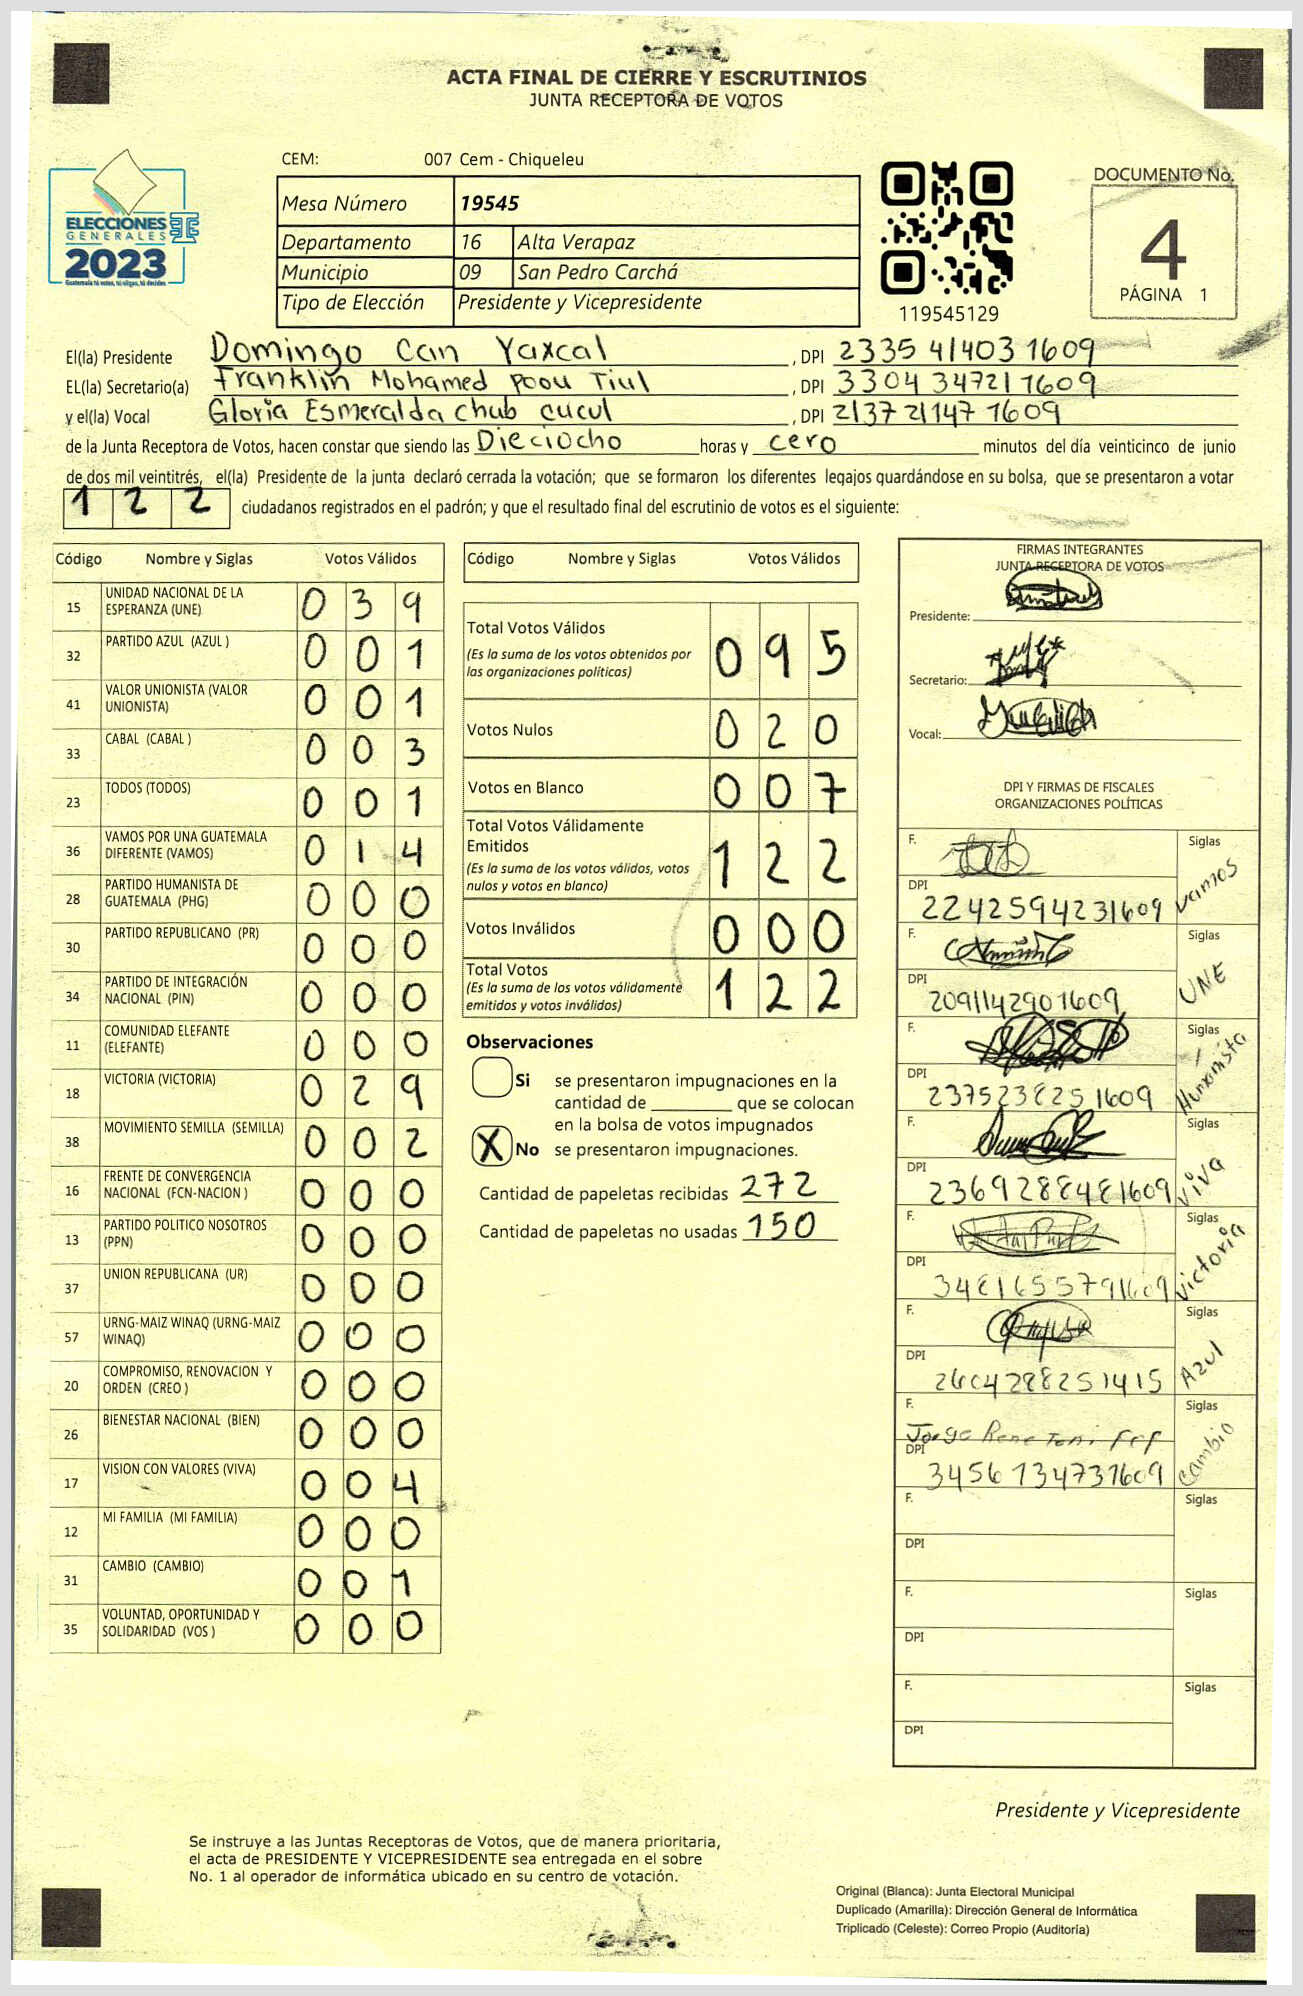 ACTA FINAL DE CIERRE Y ESCRUTINIOS
JUNTA RECEPTORA DE VOTOS
CEM: 007 Cem - Chiqueleu
ELECCIONES
GENERALES
2023
Guatemala tú votas, tú eliges, tú decides
Mesa Número 19545
Departamento 16 Alta Verapaz
Municipio 09 San Pedro Carchá
Tipo de Elección Presidente y Vicepresidente
119545129
DOCUMENTO No.
4
PÁGINA 1
El(la) Presidente Domingo Can Yaxcal , DPI 2335 41403 1609
EL(la) Secretario(a) Franklin Mohamed Poou Tiul , DPI 3304 34721 1609
y el(la) Vocal Gloria Esmeralda Chub cucul , DPI 2137 21147 1609
de la Junta Receptora de Votos, hacen constar que siendo las Dieciocho horas y cero minutos del día veinticinco de junio
de dos mil veintitrés, el(la) Presidente de la junta declaró cerrada la votación; que se formaron los diferentes legajos guardándose en su bolsa, que se presentaron a votar
1 2 2 ciudadanos registrados en el padrón; y que el resultado final del escrutinio de votos es el siguiente:
Código Nombre y Siglas Votos Válidos
15 UNIDAD NACIONAL DE LA ESPERANZA (UNE) 0 3 9
32 PARTIDO AZUL (AZUL ) 0 0 1
41 VALOR UNIONISTA (VALOR UNIONISTA) 0 0 1
33 CABAL (CABAL ) 0 0 3
23 TODOS (TODOS) 0 0 1
36 VAMOS POR UNA GUATEMALA DIFERENTE (VAMOS) 0 1 4
28 PARTIDO HUMANISTA DE GUATEMALA (PHG) 0 0 0
30 PARTIDO REPUBLICANO (PR) 0 0 0
34 PARTIDO DE INTEGRACIÓN NACIONAL (PIN) 0 0 0
11 COMUNIDAD ELEFANTE (ELEFANTE) 0 0 0
18 VICTORIA (VICTORIA) 0 2 9
38 MOVIMIENTO SEMILLA (SEMILLA) 0 0 2
16 FRENTE DE CONVERGENCIA NACIONAL (FCN-NACION ) 0 0 0
13 PARTIDO POLITICO NOSOTROS (PPN) 0 0 0
37 UNION REPUBLICANA (UR) 0 0 0
57 URNG-MAIZ WINAQ (URNG-MAIZ WINAQ) 0 0 0
20 COMPROMISO, RENOVACION Y ORDEN (CREO ) 0 0 0
26 BIENESTAR NACIONAL (BIEN) 0 0 0
17 VISION CON VALORES (VIVA) 0 0 4
12 MI FAMILIA (MI FAMILIA) 0 0 0
31 CAMBIO (CAMBIO) 0 0 1
35 VOLUNTAD, OPORTUNIDAD Y SOLIDARIDAD (VOS ) 0 0 0
Código Nombre y Siglas Votos Válidos
Total Votos Válidos 0 9 5
(Es la suma de los votos obtenidos por
las organizaciones políticas)
Votos Nulos 0 2 0
Votos en Blanco 0 0 7
Total Votos Válidamente
Emitidos 1 2 2
(Es la suma de los votos válidos, votos
nulos y votos en blanco)
Votos Inválidos 0 0 0
Total Votos 1 2 2
(Es la suma de los votos válidamente
emitidos y votos inválidos)
Observaciones
Si se presentaron impugnaciones en la
cantidad de ________ que se colocan
en la bolsa de votos impugnados
X No se presentaron impugnaciones.
Cantidad de papeletas recibidas 272
Cantidad de papeletas no usadas 150
FIRMAS INTEGRANTES
JUNTA RECEPTORA DE VOTOS
Presidente:
Secretario:
Vocal:
DPI Y FIRMAS DE FISCALES
ORGANIZACIONES POLÍTICAS
F. Siglas
DPI 2242594231609 Vamos
F. Siglas
DPI 2091142901609 UNE
F. Siglas
DPI 2375238251609 Humanista
F. Siglas
DPI 2369288481609 VIVA
F. Siglas
DPI 3481655791609 Victoria
F. Siglas
DPI 2604288251415 Azul
F. Jorge Rene Siglas
DPI 3456134731609 Cambio
F. Siglas
DPI
F. Siglas
DPI
F. Siglas
DPI
Presidente y Vicepresidente
Se instruye a las Juntas Receptoras de Votos, que de manera prioritaria,
el acta de PRESIDENTE Y VICEPRESIDENTE sea entregada en el sobre
No. 1 al operador de informática ubicado en su centro de votación.
Original (Blanca): Junta Electoral Municipal
Duplicado (Amarilla): Dirección General de Informática
Triplicado (Celeste): Correo Propio (Auditoría)